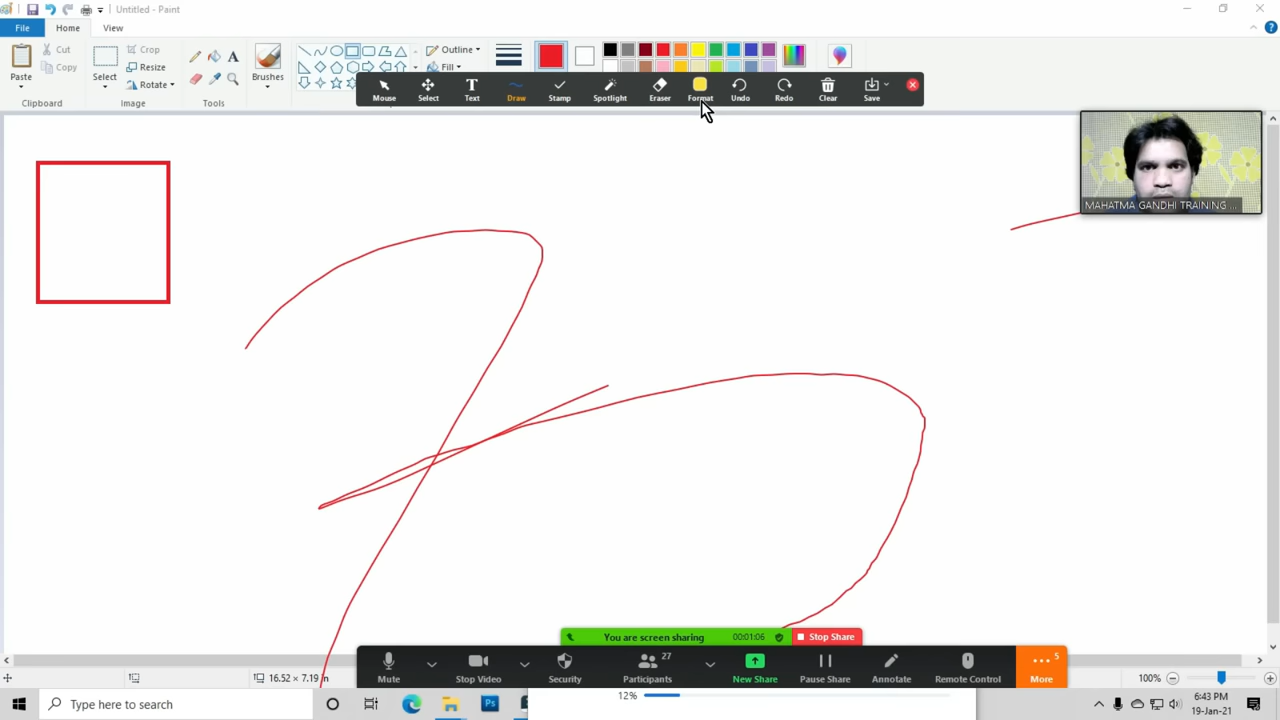 Untitled - Paint
File
Home
View
Paste
Cut
Copy
Clipboard
Select
Crop
Resize
Rotate
Image
A
Tools
Brushes
Outline
Fill
Mouse
Select
Text
Draw
Stamp
Spotlight
Eraser
Format
Undo
Redo
Clear
Save
MAHATMA GANDHI TRAINING ...
You are screen sharing
00:01:06
Stop Share
Mute
Stop Video
Security
Participants
27
New Share
Pause Share
Annotate
Remote Control
More
5
16.52 × 7.19 in
100%
12%
Type here to search
Ps
6:43 PM
19-Jan-21